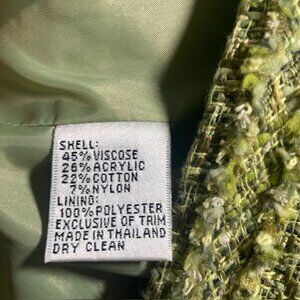 SHELL:
45% VISCOSE
26% ACRYLIC
22% COTTON
7% NYLON
LINING:
100% POLYESTER
EXCLUSIVE OF TRIM
MADE IN THAILAND
DRY CLEAN